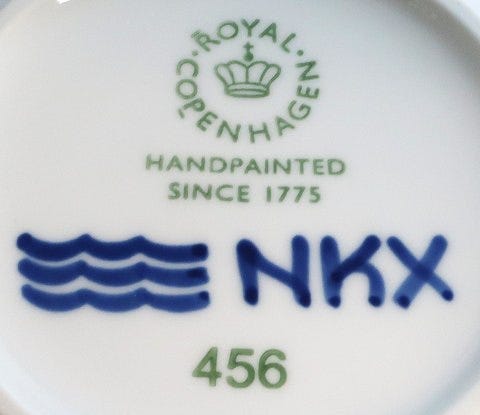 ROYAL
COPENHAGEN
HANDPAINTED
SINCE 1775
NKX
456